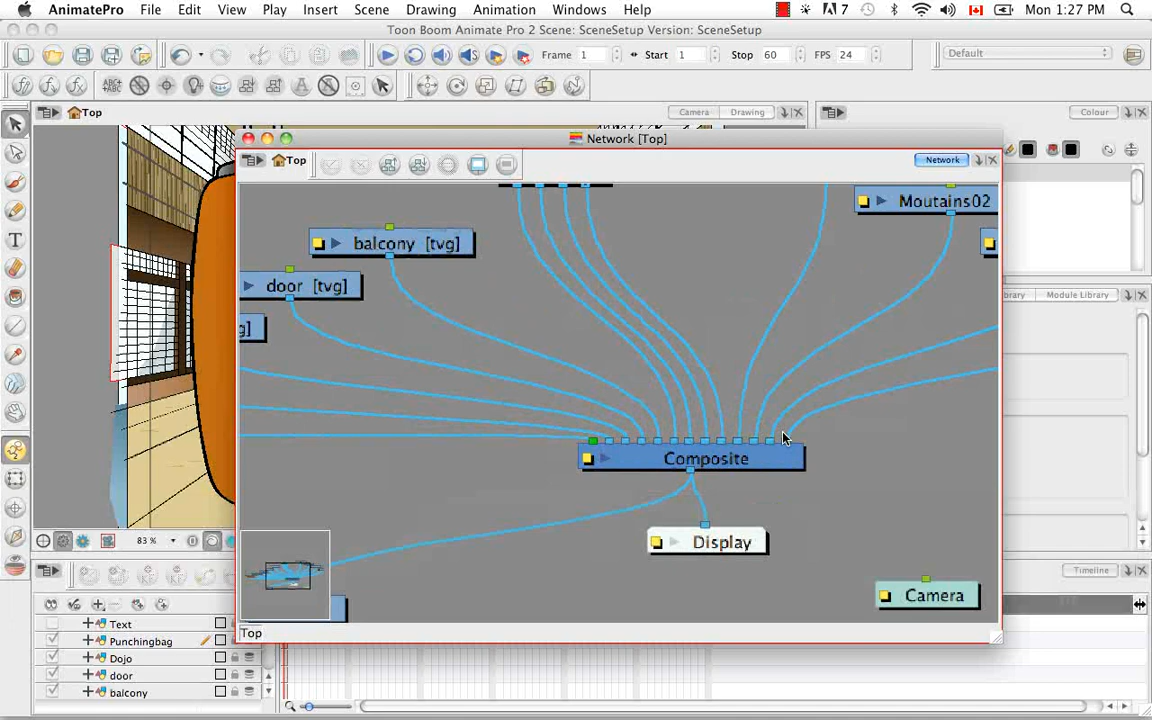 AnimatePro File Edit View Play Insert Scene Drawing Animation Windows Help 7 Mon 1:27 PM
Toon Boom Animate Pro 2 Scene: SceneSetup Version: SceneSetup
Frame 1 Start 1 Stop 60 FPS 24 Default
Top Camera Drawing Colour
Network [Top]
Top Network
Moutains02
balcony [tvg]
door [tvg]
g]
Module Library
Composite
Display
Camera
83 %
Top
Timeline
Text
Punchingbag
Dojo
door
balcony